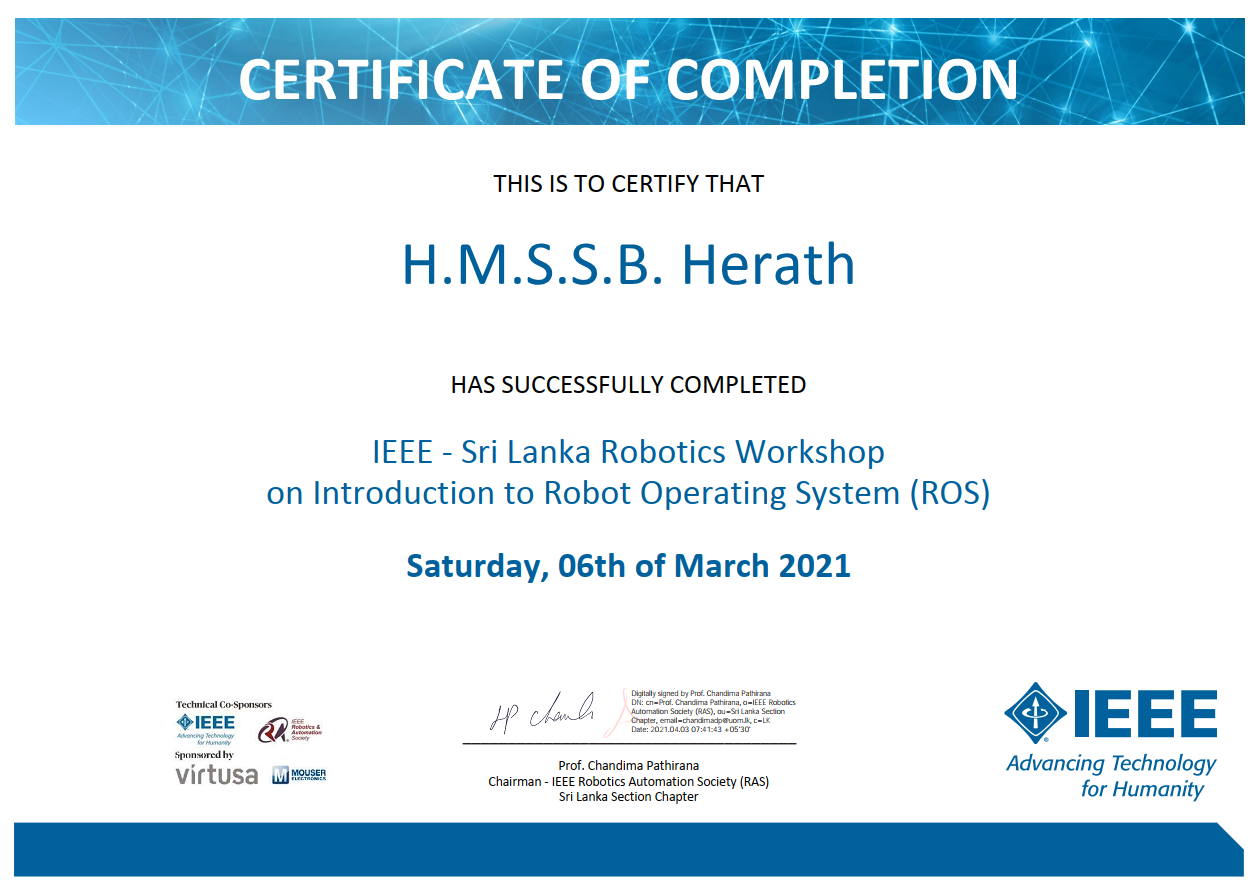 CERTIFICATE OF COMPLETION
THIS IS TO CERTIFY THAT
H.M.S.S.B. Herath
HAS SUCCESSFULLY COMPLETED
IEEE - Sri Lanka Robotics Workshop
on Introduction to Robot Operating System (ROS)
Saturday, 06th of March 2021
Technical Co-Sponsors
IEEE
Advancing Technology
for Humanity
IEEE
Robotics &
Automation
Society
Sponsored by
virtusa
MOUSER
ELECTRONICS
Digitally signed by Prof. Chandima Pathirana
DN: cn=Prof. Chandima Pathirana, o=IEEE Robotics
Automation Society (RAS), ou=Sri Lanka Section
Chapter, email=chandimadp@uom.lk, c=LK
Date: 2021.04.03 07:41:43 +05'30'
Prof. Chandima Pathirana
Chairman - IEEE Robotics Automation Society (RAS)
Sri Lanka Section Chapter
IEEE
Advancing Technology
for Humanity